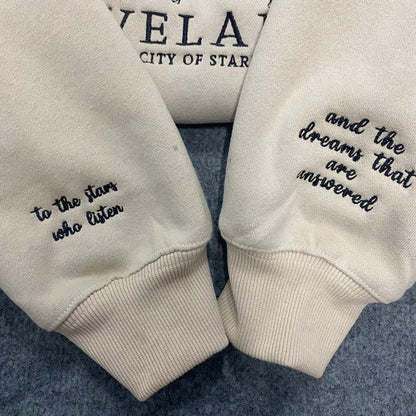 VELA
CITY OF STAR
to the stars
who listen
and the
dreams that
are
answered